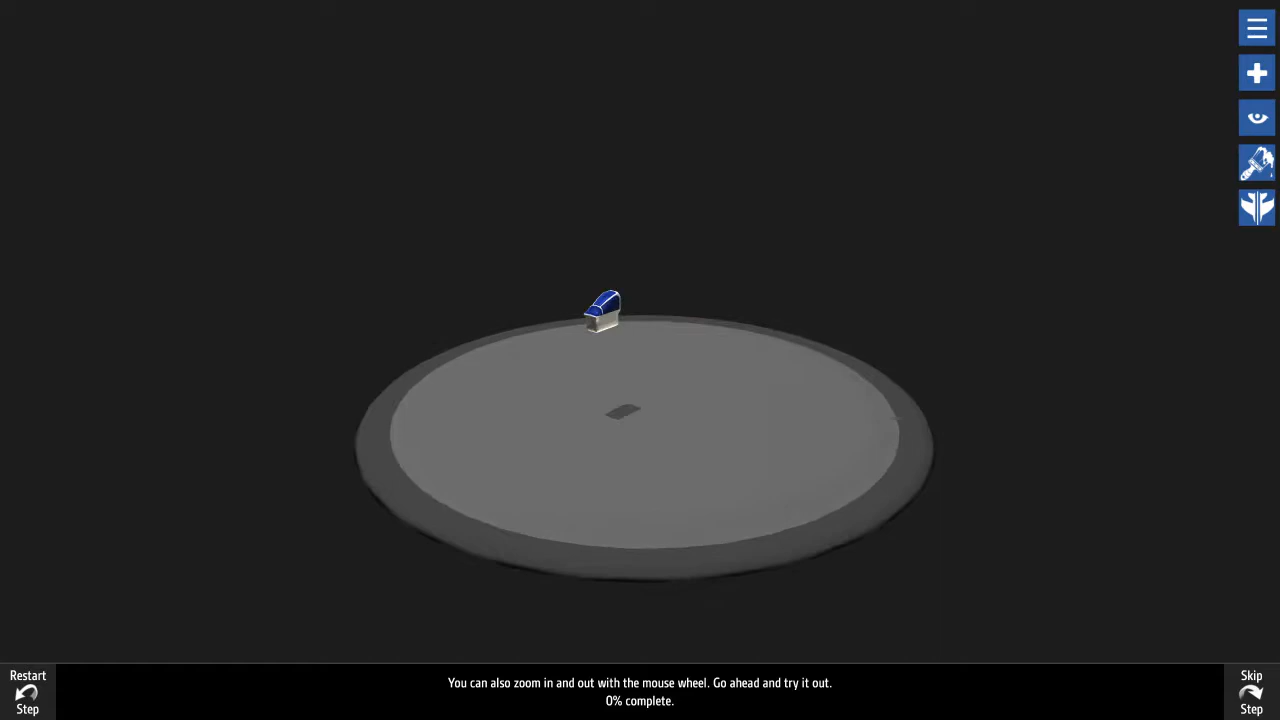 You can also zoom in and out with the mouse wheel. Go ahead and try it out.
0% complete.
Restart
Step
Skip
Step